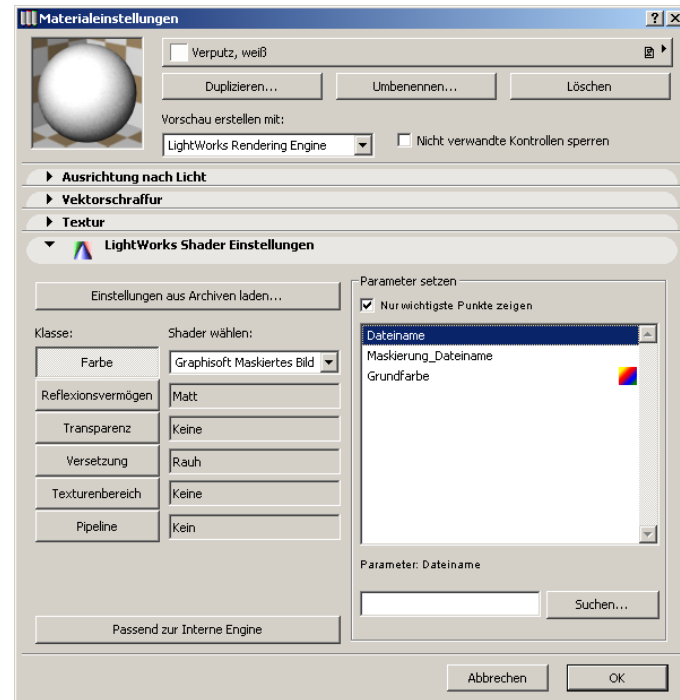 Materialeinstellungen
Verputz, weiß
Duplizieren...
Umbenennen...
Löschen
Vorschau erstellen mit:
LightWorks Rendering Engine
Nicht verwandte Kontrollen sperren
Ausrichtung nach Licht
Vektorschraffur
Textur
LightWorks Shader Einstellungen
Einstellungen aus Archiven laden...
Klasse:
Shader wählen:
Farbe
Graphisoft Maskiertes Bild
Reflexionsvermögen
Matt
Transparenz
Keine
Versetzung
Rauh
Texturenbereich
Keine
Pipeline
Kein
Passend zur Interne Engine
Parameter setzen
Nur wichtigste Punkte zeigen
Dateiname
Maskierung_Dateiname
Grundfarbe
Parameter: Dateiname
Suchen...
Abbrechen
OK